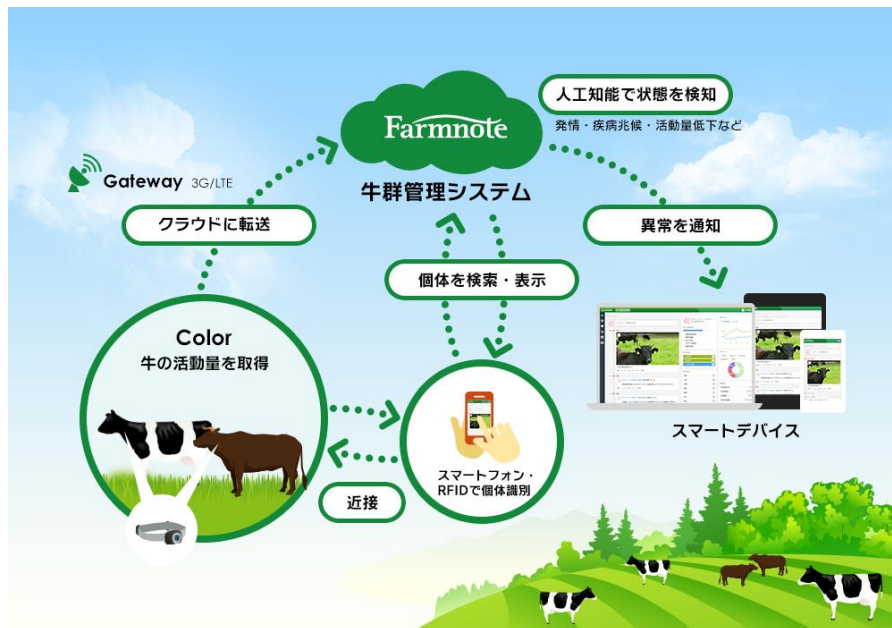 人工知能で状態を検知
発情・疾病兆候・活動量低下など
Farmnote
牛群管理システム
Gateway 3G/LTE
クラウドに転送
異常を通知
個体を検索・表示
Color
牛の活動量を取得
スマートフォン・
RFIDで個体識別
近接
スマートデバイス